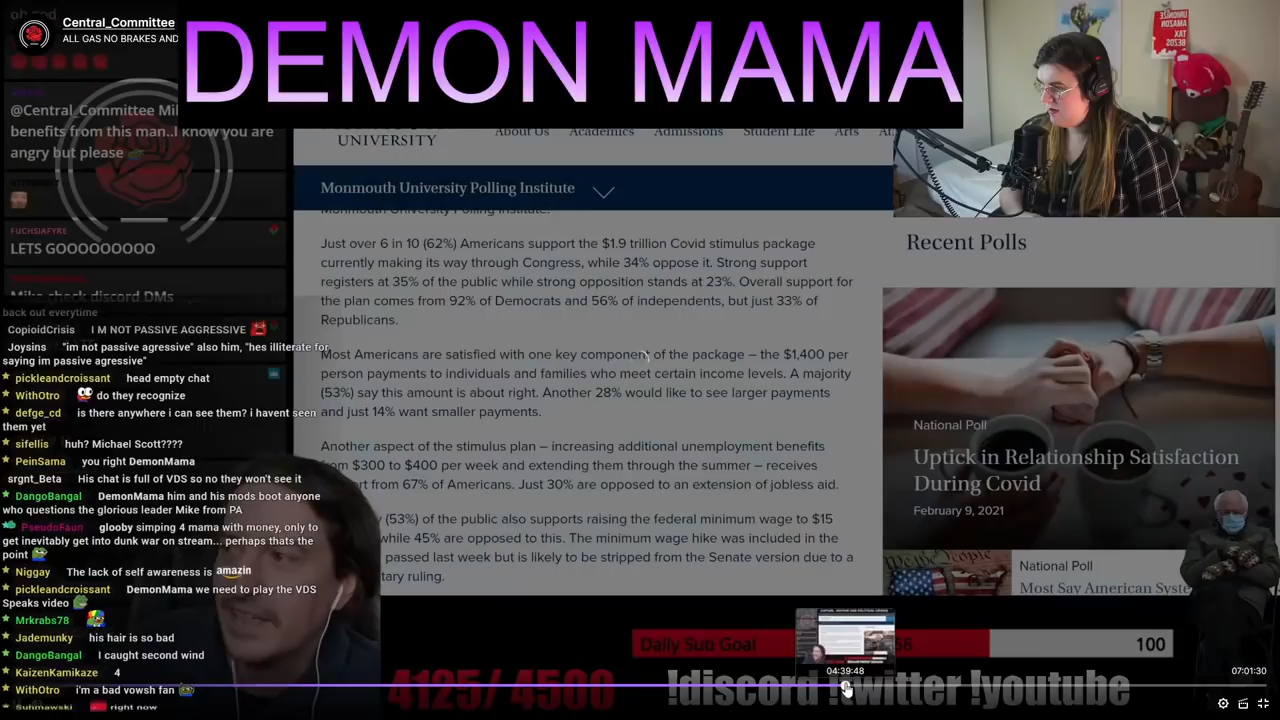 Central_Committee
ALL GAS NO BRAKES AND
DEMON MAMA
UNIONIZE
AMAZON
TAX
BEZOS
@Central_Committee
benefits from this man..I know you are
angry but please
FUCHSIAFYRE
LETS GOOOOOOOOO
Mike check discord DMs
back out everytime
CopioidCrisis I M NOT PASSIVE AGGRESSIVE
Joysins "im not passive agressive" also him, "hes illiterate for
saying im passive agressive"
pickleandcroissant head empty chat
WithOtro do they recognize
defge_cd is there anywhere i can see them? i havent seen
them yet
sifellis huh? Michael Scott????
PeinSama you right DemonMama
srgnt_Beta His chat is full of VDS so no they won't see it
DangoBangal DemonMama him and his mods boot anyone
who questions the glorious leader Mike from PA
PseudoFaun glooby simping 4 mama with money, only to
get inevitably get into dunk war on stream... perhaps thats the
point
Niggay The lack of self awareness is amazin
pickleandcroissant DemonMama we need to play the VDS
Speaks video
Mrkrabs78
Jademunky his hair is so bad
DangoBangal I caught second wind
KaizenKamikaze 4
WithOtro i'm a bad vowsh fan
Suhmawski right now
UNIVERSITY
About Us Academics Admissions Student Life Arts
Monmouth University Polling Institute
Monmouth University Polling Institute.
Just over 6 in 10 (62%) Americans support the $1.9 trillion Covid stimulus package
currently making its way through Congress, while 34% oppose it. Strong support
registers at 35% of the public while strong opposition stands at 23%. Overall support for
the plan comes from 92% of Democrats and 56% of independents, but just 33% of
Republicans.
Most Americans are satisfied with one key component of the package – the $1,400 per
person payments to individuals and families who meet certain income levels. A majority
(53%) say this amount is about right. Another 28% would like to see larger payments
and just 14% want smaller payments.
Another aspect of the stimulus plan – increasing additional unemployment benefits
from $300 to $400 per week and extending them through the summer – receives
from 67% of Americans. Just 30% are opposed to an extension of jobless aid.
(53%) of the public also supports raising the federal minimum wage to $15
while 45% are opposed to this. The minimum wage hike was included in the
passed last week but is likely to be stripped from the Senate version due to a
ruling.
Recent Polls
National Poll
Uptick in Relationship Satisfaction
During Covid
February 9, 2021
National Poll
Most Say American
Daily Sub Goal
100
04:39:48
07:01:30
!discord !twitter !youtube